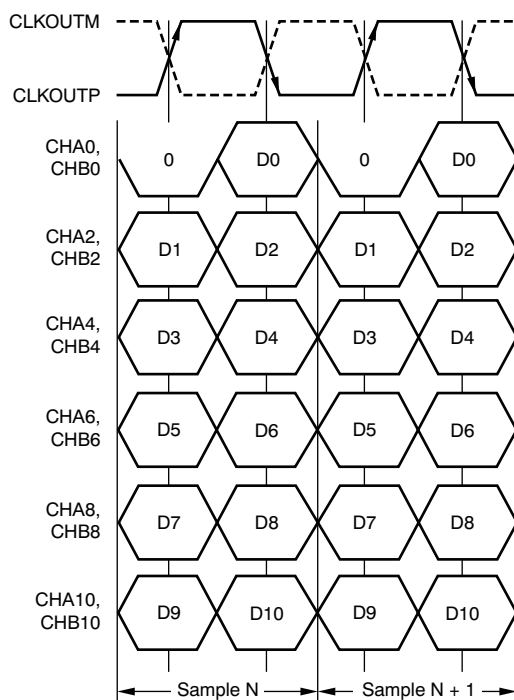 CLKOUTM
CLKOUTP
CHA0,
CHB0
0
D0
0
D0
CHA2,
CHB2
D1
D2
D1
D2
CHA4,
CHB4
D3
D4
D3
D4
CHA6,
CHB6
D5
D6
D5
D6
CHA8,
CHB8
D7
D8
D7
D8
CHA10,
CHB10
D9
D10
D9
D10
Sample N
Sample N + 1